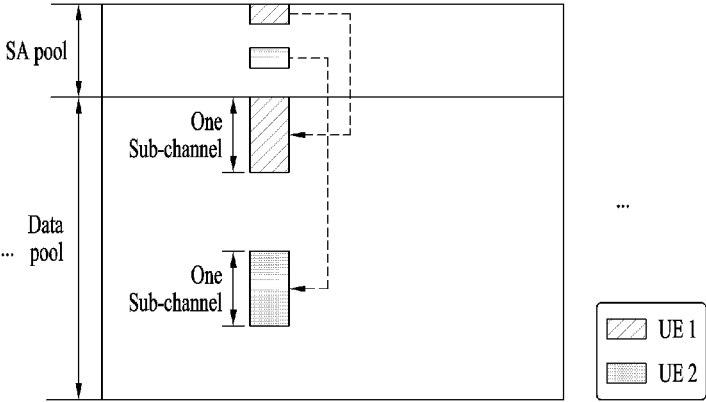 SA pool
One
Sub-channel
Data
pool
...
...
One
Sub-channel
UE 1
UE 2